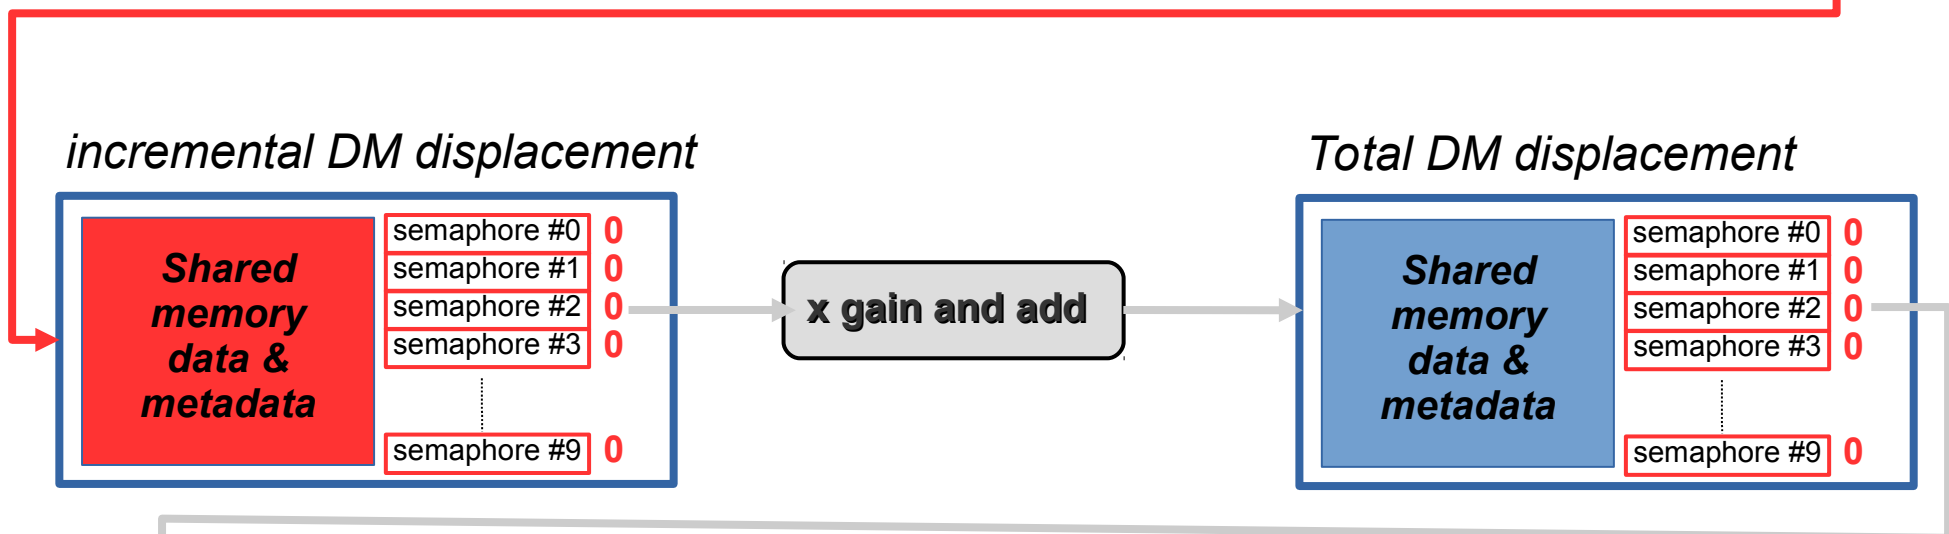 incremental DM displacement
Shared
memory
data &
metadata
semaphore #0 0
semaphore #1 0
semaphore #2 0
semaphore #3 0
semaphore #9 0
x gain and add
Total DM displacement
Shared
memory
data &
metadata
semaphore #0 0
semaphore #1 0
semaphore #2 0
semaphore #3 0
semaphore #9 0